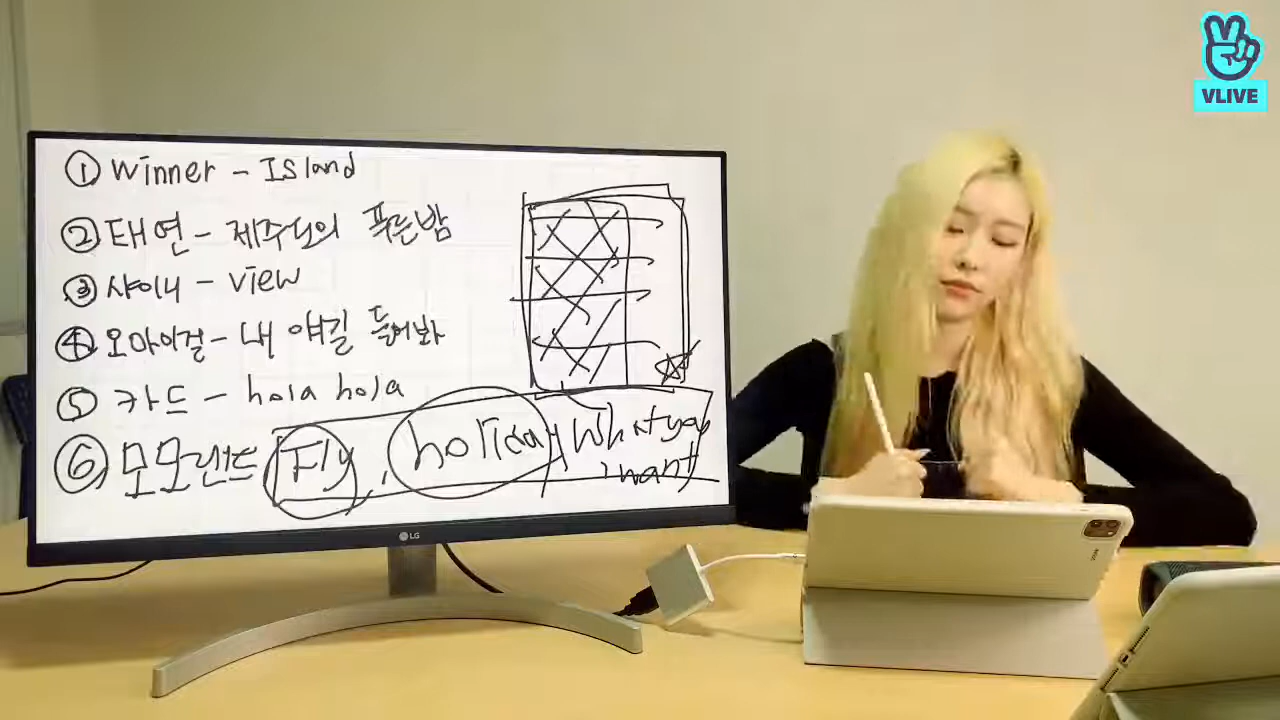 VLIVE
① Winner - Island
② 태연 - 제주도의 푸른밤
③ 샤이니 - view
④ 오마이걸 - 내 얘길 들어봐
⑤ 카드 - hola hola
⑥ 모모랜드 Fly, holiday, What you want
LG